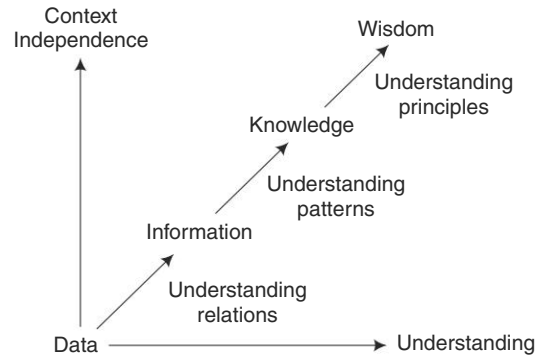 Context
Independence
Wisdom
Understanding
principles
Knowledge
Understanding
patterns
Information
Understanding
relations
Data
Understanding